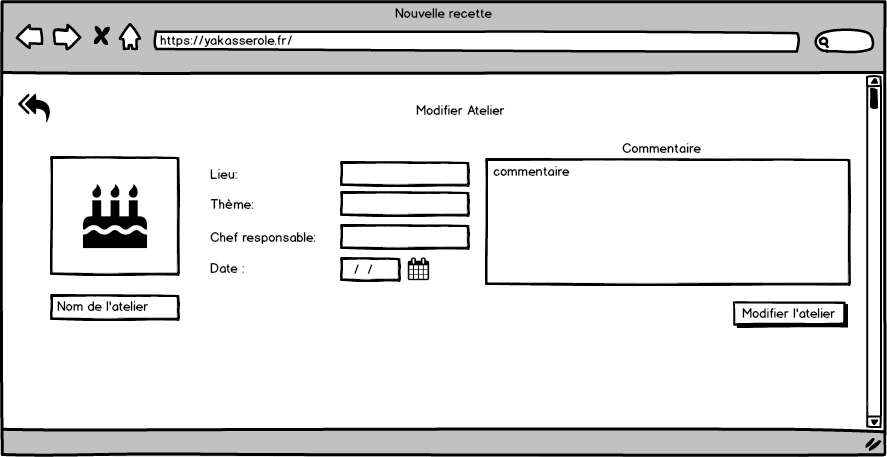 Nouvelle recette
https://yakasserole.fr/
Modifier Atelier
Commentaire
commentaire
Lieu:
Thème:
Chef responsable:
Date :
/ /
Nom de l'atelier
Modifier l'atelier